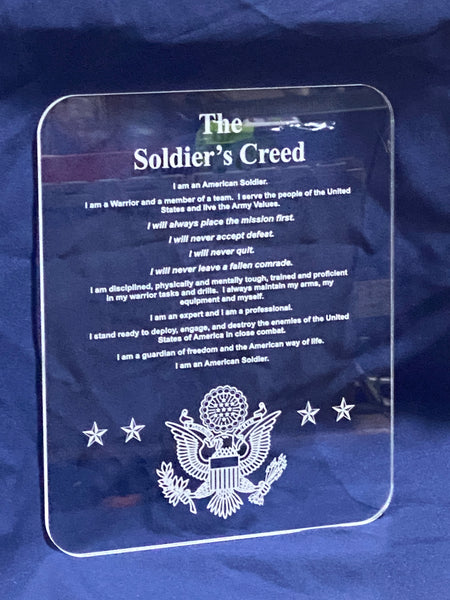 The
Soldier's Creed
I am an American Soldier.
I am a Warrior and a member of a team. I serve the people of the United
States and live the Army Values.
I will always place the mission first.
I will never accept defeat.
I will never quit.
I will never leave a fallen comrade.
I am disciplined, physically and mentally tough, trained and proficient
in my warrior tasks and drills. I always maintain my arms, my
equipment and myself.
I am an expert and I am a professional.
I stand ready to deploy, engage, and destroy the enemies of the United
States of America in close combat.
I am a guardian of freedom and the American way of life.
I am an American Soldier.